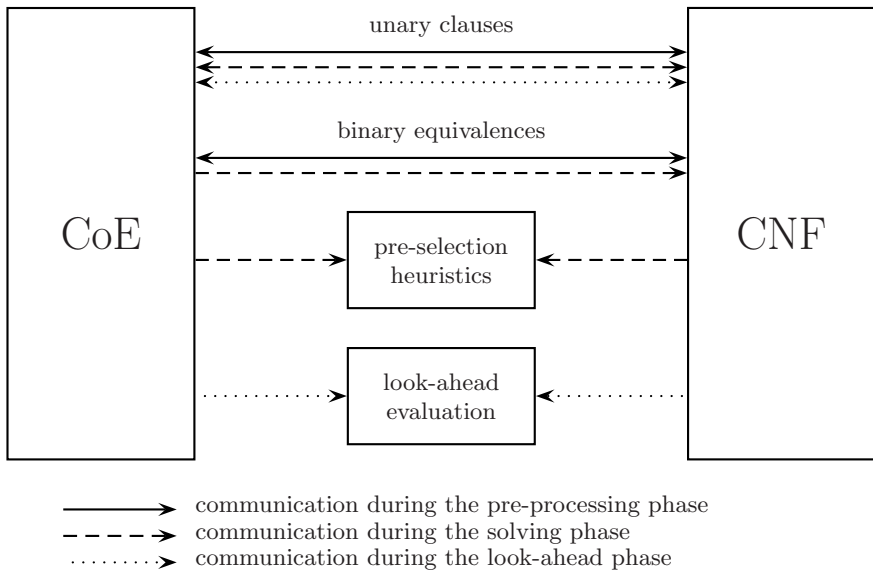 unary clauses
binary equivalences
CoE
CNF
pre-selection
heuristics
look-ahead
evaluation
communication during the pre-processing phase
communication during the solving phase
communication during the look-ahead phase